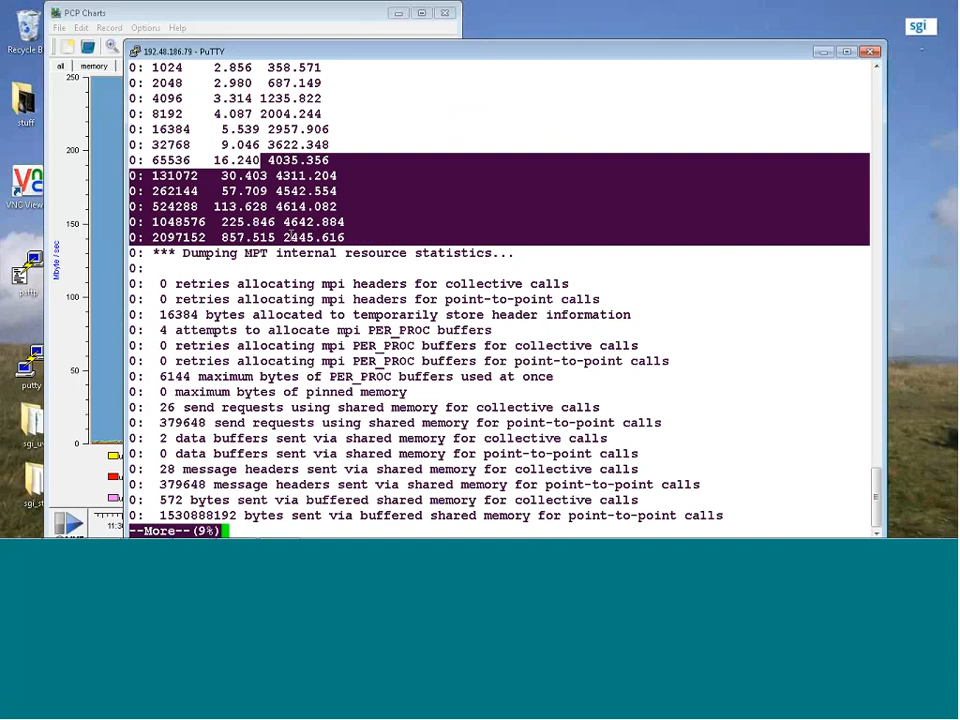 PCP Charts
File Edit Record Options Help
all memory
250
200
150
100
50
0
Mbyte / sec
Recycle B
stuff
VNC View
psftp
putty
sgi
192.48.186.79 - PuTTY
0: 1024 2.856 358.571
0: 2048 2.980 687.149
0: 4096 3.314 1235.822
0: 8192 4.087 2004.244
0: 16384 5.539 2957.906
0: 32768 9.046 3622.348
0: 65536 16.240 4035.356
0: 131072 30.403 4311.204
0: 262144 57.709 4542.554
0: 524288 113.628 4614.082
0: 1048576 225.846 4642.884
0: 2097152 857.515 2445.616
0: *** Dumping MPT internal resource statistics...
0:
0: 0 retries allocating mpi headers for collective calls
0: 0 retries allocating mpi headers for point-to-point calls
0: 16384 bytes allocated to temporarily store header information
0: 4 attempts to allocate mpi PER_PROC buffers
0: 0 retries allocating mpi PER_PROC buffers for collective calls
0: 0 retries allocating mpi PER_PROC buffers for point-to-point calls
0: 6144 maximum bytes of PER_PROC buffers used at once
0: 0 maximum bytes of pinned memory
0: 26 send requests using shared memory for collective calls
0: 379648 send requests using shared memory for point-to-point calls
0: 2 data buffers sent via shared memory for collective calls
0: 0 data buffers sent via shared memory for point-to-point calls
0: 28 message headers sent via shared memory for collective calls
0: 379648 message headers sent via shared memory for point-to-point calls
0: 572 bytes sent via buffered shared memory for collective calls
0: 1530888192 bytes sent via buffered shared memory for point-to-point calls
--More--(9%)